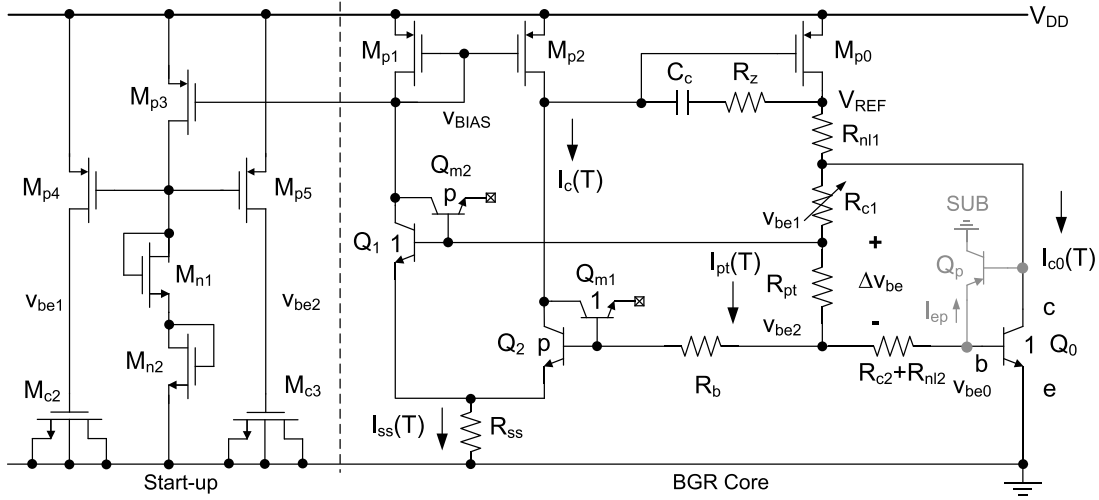 V_DD
M_p1
M_p2
M_p0
C_c
R_z
M_p3
v_BIAS
V_REF
R_nl1
Q_m2
p
I_c(T)
M_p4
M_p5
R_c1
SUB
v_be1
Q_1
1
I_c0(T)
+
Q_m1
I_pt(T)
Q_p
M_n1
1
R_pt
Δv_be
v_be1
v_be2
I_ep
c
v_be2
-
Q_2
p
1
Q_0
M_n2
b
R_b
R_c2+R_nl2
v_be0
e
M_c2
M_c3
I_ss(T)
R_ss
Start-up
BGR Core